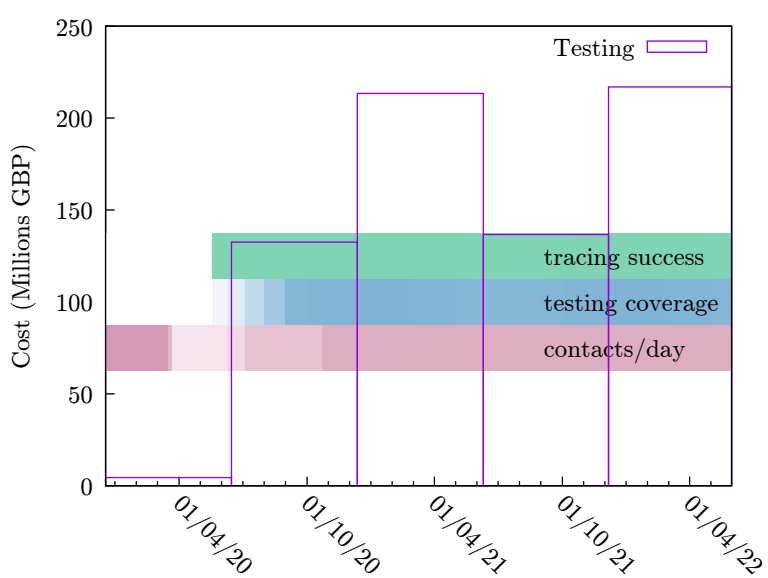 250
200
150
100
50
0
Cost (Millions GBP)
Testing
tracing success
testing coverage
contacts/day
01/04/20
01/10/20
01/04/21
01/10/21
01/04/22